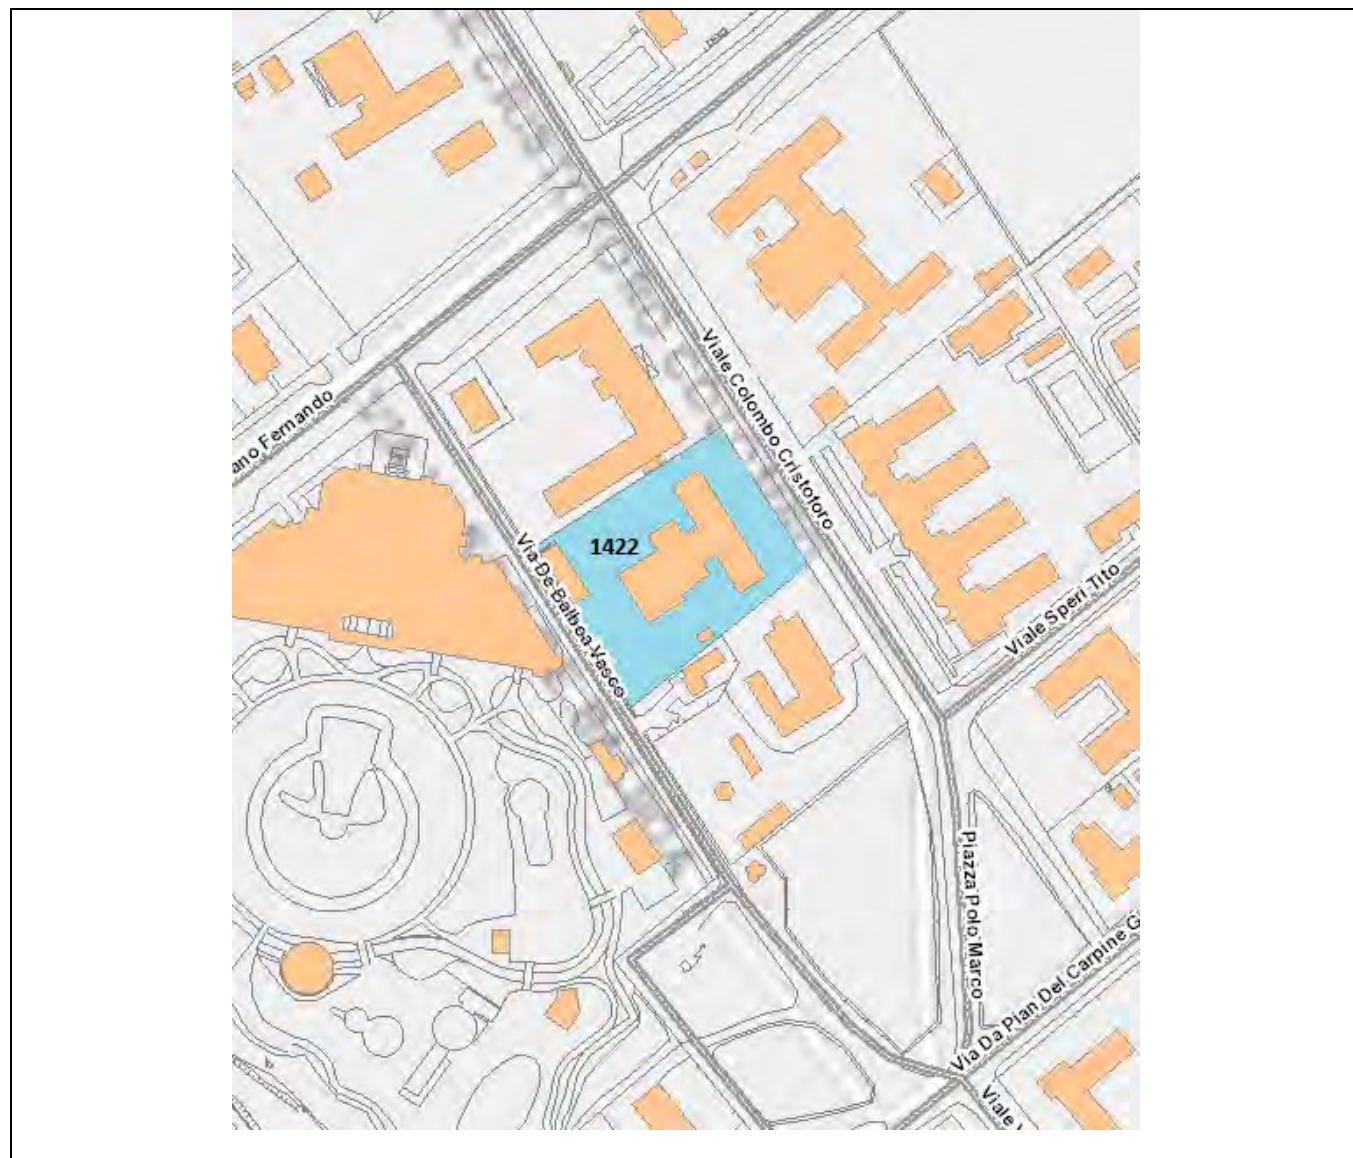 Viale Colombo Cristoforo
ano Fernando
1422
Via De Balboa Vasco
Viale Speri Tito
Piazza Polo Marco
Via Da Pian Del Carpine G
Viale